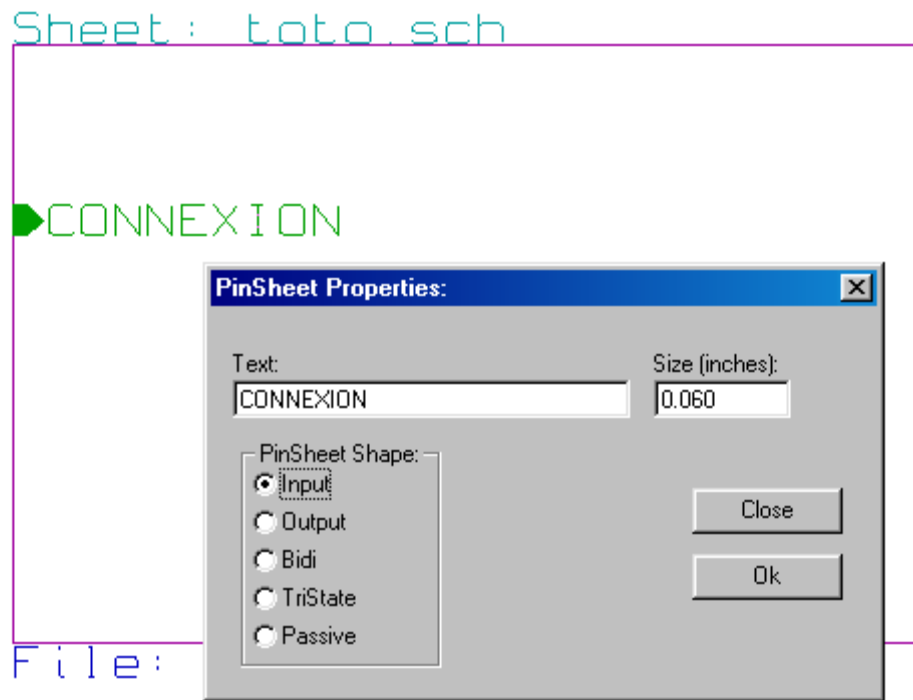 Sheet: toto.sch
CONNEXION
PinSheet Properties:
Text:
Size (inches):
CONNEXION
0.060
PinSheet Shape:
Input
Output
Bidi
TriState
Passive
Close
Ok
File: